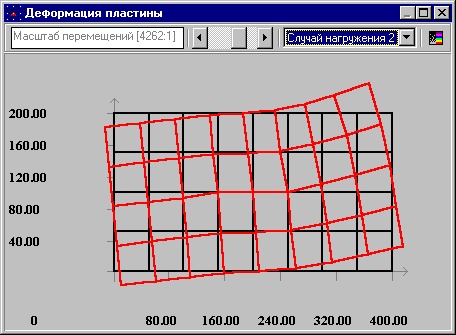 Деформация пластины
Масштаб перемещений [4262:1]
Случай нагружения 2
200.00
160.00
120.00
80.00
40.00
0 80.00 160.00 240.00 320.00 400.00